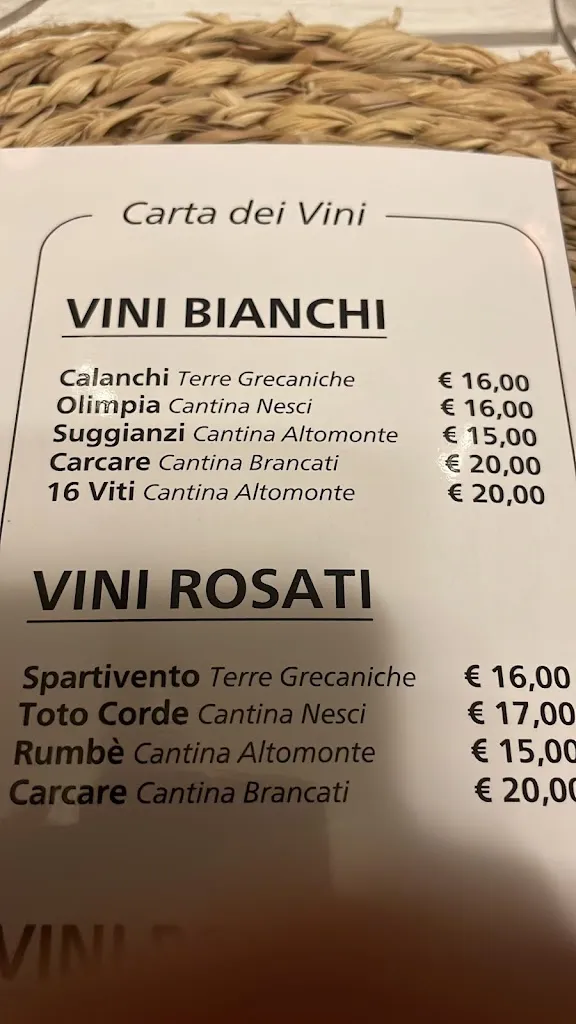 Carta dei Vini
VINI BIANCHI
Calanchi Terre Grecaniche € 16,00
Olimpia Cantina Nesci € 16,00
Suggianzi Cantina Altomonte € 15,00
Carcare Cantina Brancati € 20,00
16 Viti Cantina Altomonte € 20,00
VINI ROSATI
Spartivento Terre Grecaniche € 16,00
Toto Corde Cantina Nesci € 17,00
Rumbè Cantina Altomonte € 15,00
Carcare Cantina Brancati € 20,00
VINI